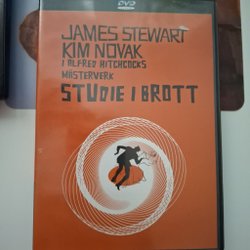 DVD
JAMES STEWART
KIM NOVAK
I ALFRED HITCHCOCKS
MÄSTERVERK
STUDIE I BROTT